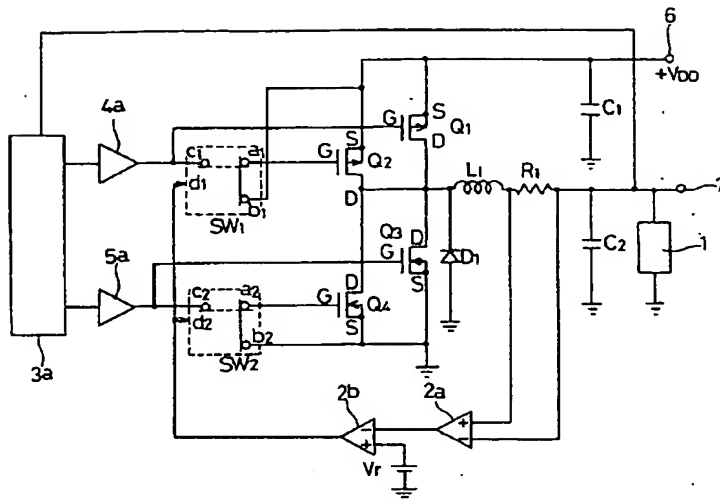 6
+VDD
4a
S
C1
G
Q1
S
D
c1
a1
G
Q2
L1
R1
7
d1
b1
D
SW1
Q3
D
D1
C2
1
5a
G
S
c2
a2
D
G
Q4
d2
S
b2
3a
SW2
2b
2a
Vr